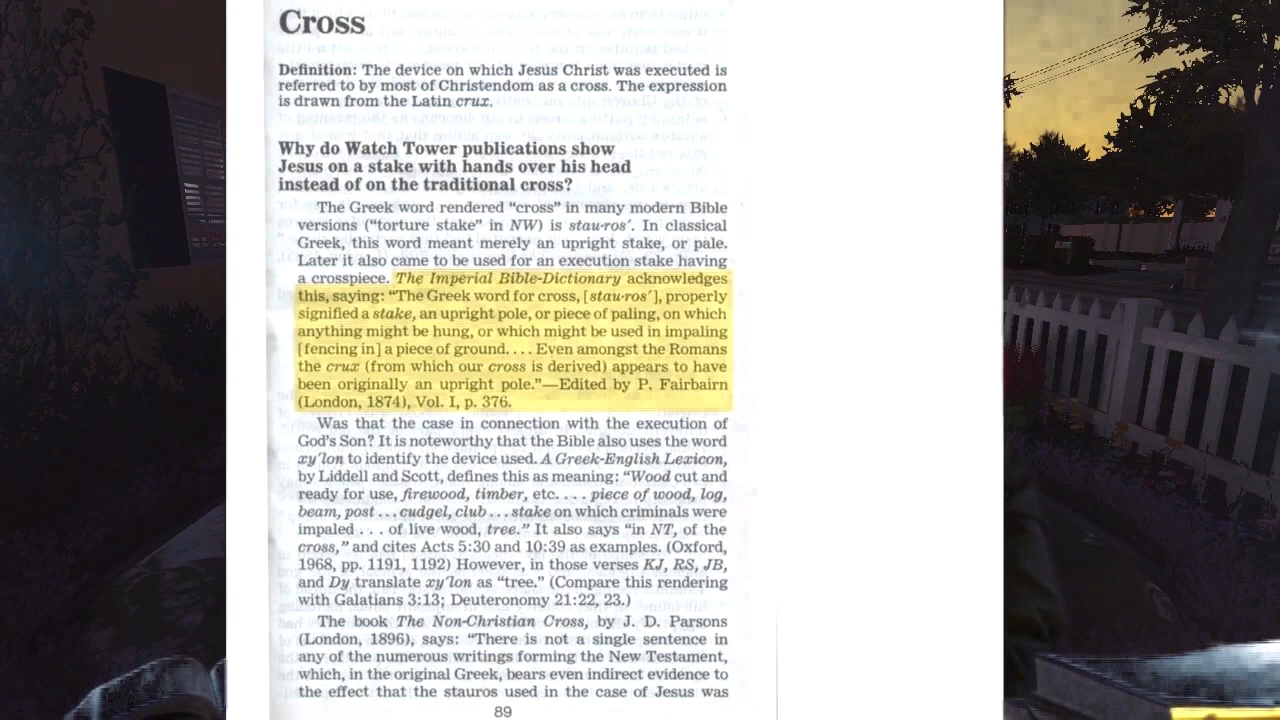 Cross
Definition: The device on which Jesus Christ was executed is
referred to by most of Christendom as a cross. The expression
is drawn from the Latin crux.
Why do Watch Tower publications show
Jesus on a stake with hands over his head
instead of on the traditional cross?
The Greek word rendered “cross” in many modern Bible
versions (“torture stake” in NW) is stau·ros′. In classical
Greek, this word meant merely an upright stake, or pale.
Later it also came to be used for an execution stake having
a crosspiece. The Imperial Bible-Dictionary acknowledges
this, saying: “The Greek word for cross, [stau·ros′], properly
signified a stake, an upright pole, or piece of paling, on which
anything might be hung, or which might be used in impaling
[fencing in] a piece of ground. . . . Even amongst the Romans
the crux (from which our cross is derived) appears to have
been originally an upright pole.”—Edited by P. Fairbairn
(London, 1874), Vol. I, p. 376.
Was that the case in connection with the execution of
God’s Son? It is noteworthy that the Bible also uses the word
xy′lon to identify the device used. A Greek-English Lexicon,
by Liddell and Scott, defines this as meaning: “Wood cut and
ready for use, firewood, timber, etc. . . . piece of wood, log,
beam, post . . . cudgel, club . . . stake on which criminals were
impaled . . . of live wood, tree.” It also says “in NT, of the
cross,” and cites Acts 5:30 and 10:39 as examples. (Oxford,
1968, pp. 1191, 1192) However, in those verses KJ, RS, JB,
and Dy translate xy′lon as “tree.” (Compare this rendering
with Galatians 3:13; Deuteronomy 21:22, 23.)
The book The Non-Christian Cross, by J. D. Parsons
(London, 1896), says: “There is not a single sentence in
any of the numerous writings forming the New Testament,
which, in the original Greek, bears even indirect evidence to
the effect that the stauros used in the case of Jesus was
89